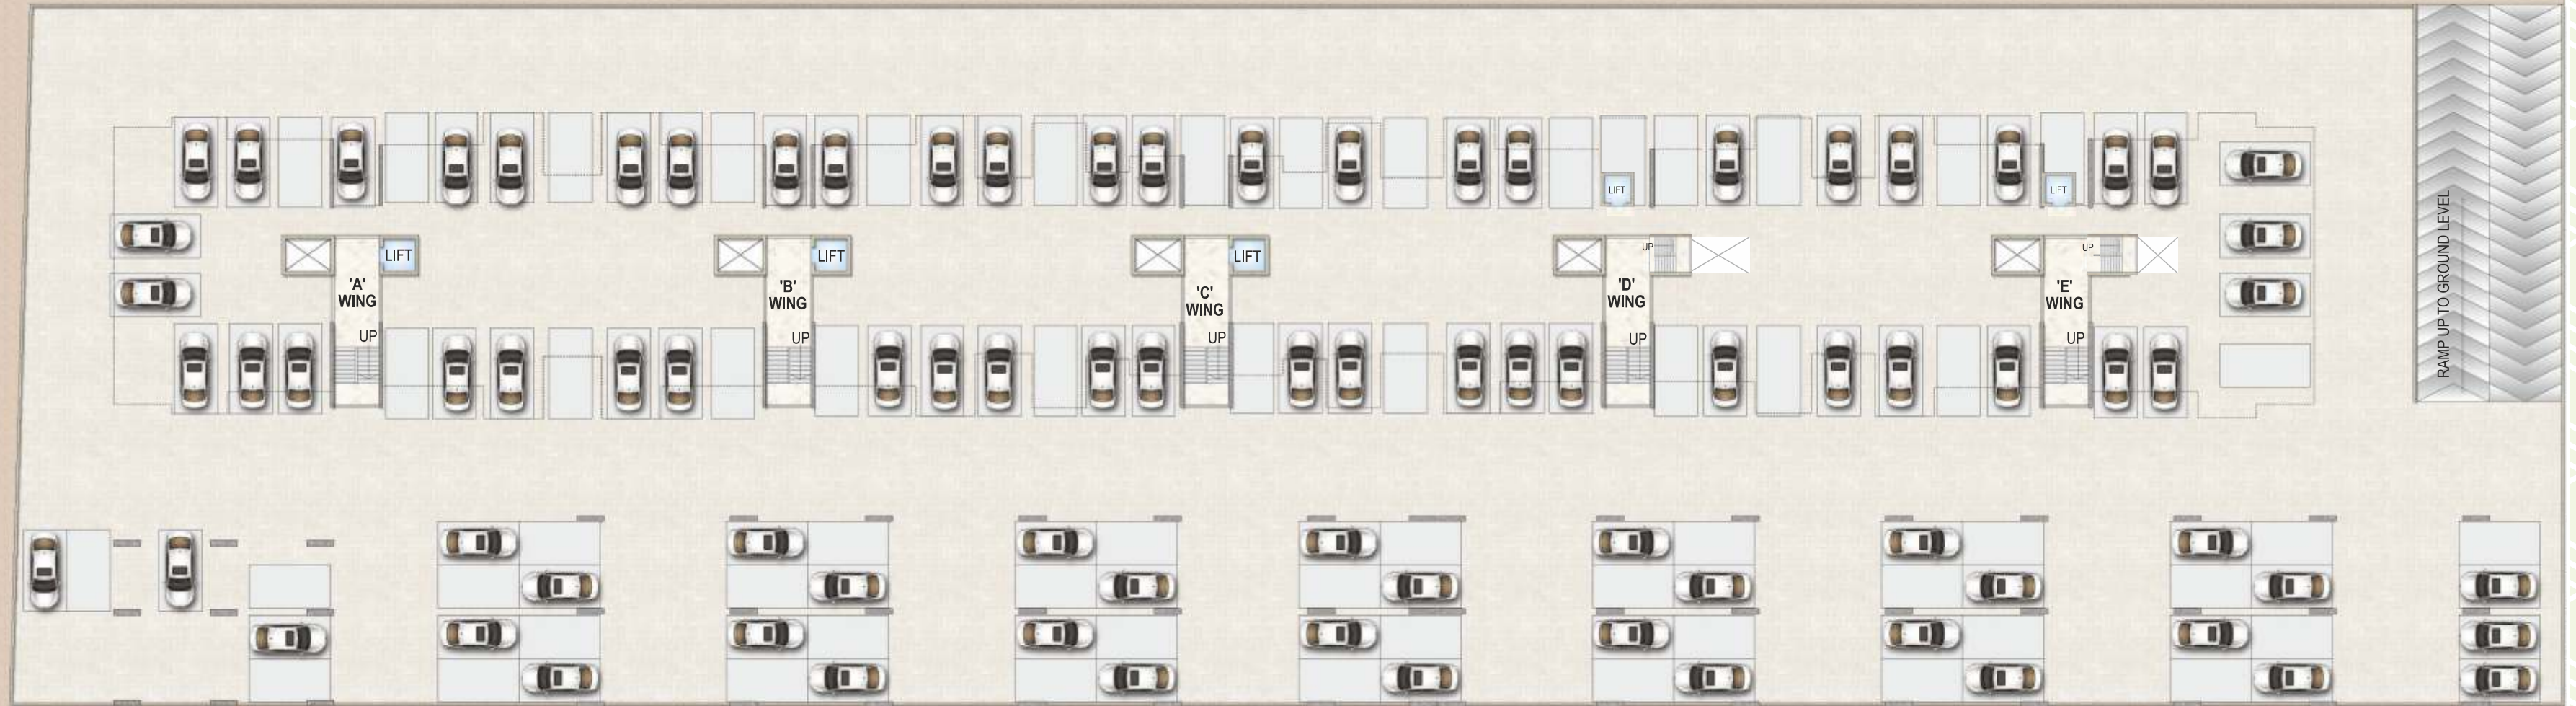 LIFT
LIFT
UP
UP
LIFT
LIFT
LIFT
'A'
WING
'B'
WING
'C'
WING
'D'
WING
'E'
WING
UP
UP
UP
UP
UP
RAMP UP TO GROUND LEVEL